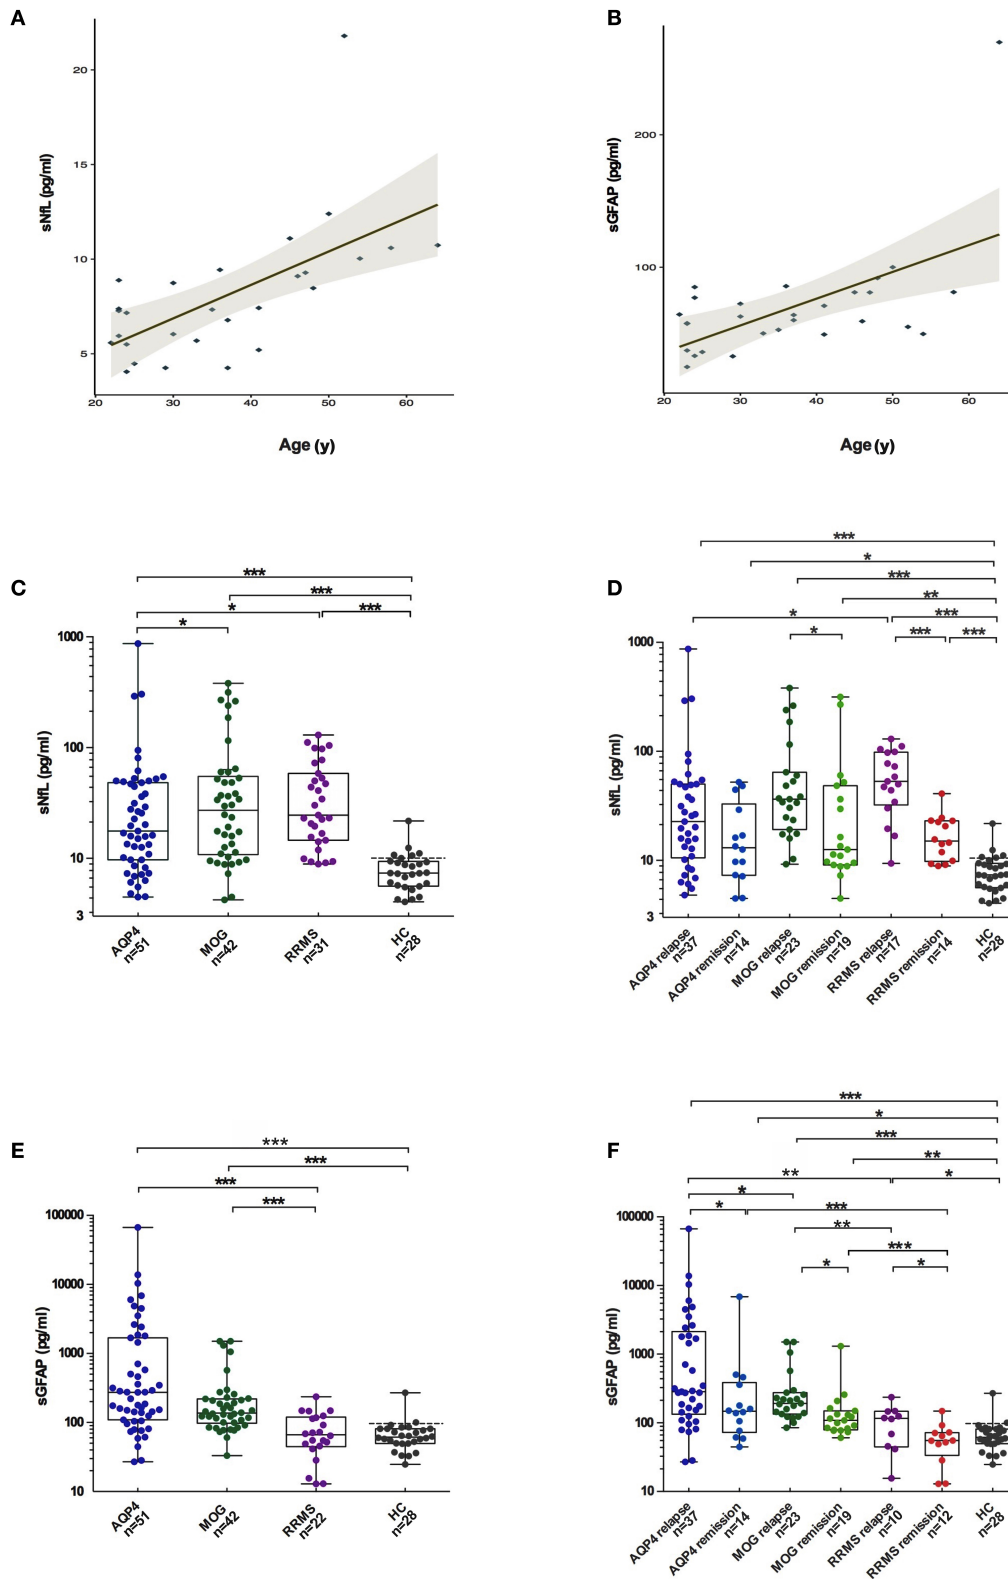 A
20
15
10
5
sNfL (pg/ml)
20 30 40 50 60
Age (y)
B
200
100
sGFAP (pg/ml)
20 30 40 50 60
Age (y)
C
***
***
* ***
*
1000
100
10
3
sNfL (pg/ml)
AQP4
n=51
MOG
n=42
RRMS
n=31
HC
n=28
D
***
*
***
**
* ***
* *** ***
1000
100
10
3
sNfL (pg/ml)
AQP4 relapse
n=37
AQP4 remission
n=14
MOG relapse
n=23
MOG remission
n=19
RRMS relapse
n=17
RRMS remission
n=14
HC
n=28
E
***
***
***
***
100000
10000
1000
100
10
sGFAP (pg/ml)
AQP4
n=51
MOG
n=42
RRMS
n=22
HC
n=28
F
***
*
***
**
** *
*
* ***
**
***
* *
100000
10000
1000
100
10
sGFAP (pg/ml)
AQP4 relapse
n=37
AQP4 remission
n=14
MOG relapse
n=23
MOG remission
n=19
RRMS relapse
n=10
RRMS remission
n=12
HC
n=28